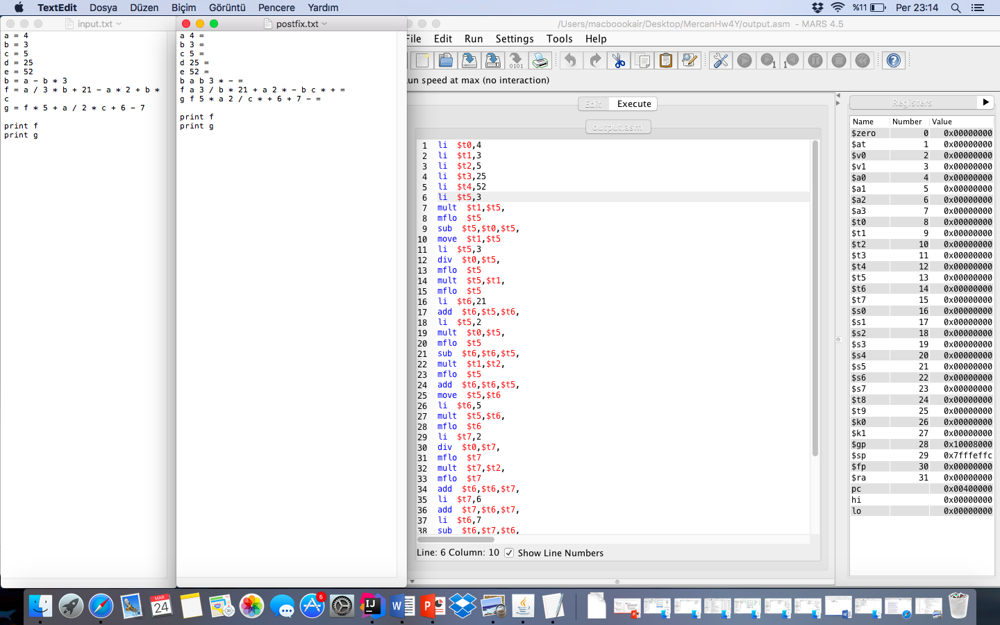 TextEdit Dosya Düzen Biçim Görüntü Pencere Yardım %11 Per 23:14
input.txt
a = 4
b = 3
c = 5
d = 25
e = 52
b = a - b * 3
f = a / 3 * b + 21 - a * 2 + b *
c
g = f * 5 + a / 2 * c + 6 - 7
print f
print g
postfix.txt
a 4 =
b 3 =
c 5 =
d 25 =
e 52 =
b a b 3 * - =
f a 3 / b * 21 + a 2 * - b c * + =
g f 5 * a 2 / c * + 6 + 7 - =
print f
print g
/Users/macboookair/Desktop/MercanHw4Y/output.asm - MARS 4.5
File Edit Run Settings Tools Help
un speed at max (no interaction)
Edit Execute
output.asm
1 li $t0,4
2 li $t1,3
3 li $t2,5
4 li $t3,25
5 li $t4,52
6 li $t5,3
7 mult $t1,$t5,
8 mflo $t5
9 sub $t5,$t0,$t5,
10 move $t1,$t5
11 li $t5,3
12 div $t0,$t5,
13 mflo $t5
14 mult $t5,$t1,
15 mflo $t5
16 li $t6,21
17 add $t6,$t5,$t6,
18 li $t5,2
19 mult $t0,$t5,
20 mflo $t5
21 sub $t6,$t6,$t5,
22 mult $t1,$t2,
23 mflo $t5
24 add $t6,$t6,$t5,
25 move $t5,$t6
26 li $t6,5
27 mult $t5,$t6,
28 mflo $t6
29 li $t7,2
30 div $t0,$t7,
31 mflo $t7
32 mult $t7,$t2,
33 mflo $t7
34 add $t6,$t6,$t7,
35 li $t7,6
36 add $t7,$t6,$t7,
37 li $t6,7
38 sub $t6,$t7,$t6,
Line: 6 Column: 10 Show Line Numbers
Registers
Name Number Value
$zero 0 0x00000000
$at 1 0x00000000
$v0 2 0x00000000
$v1 3 0x00000000
$a0 4 0x00000000
$a1 5 0x00000000
$a2 6 0x00000000
$a3 7 0x00000000
$t0 8 0x00000000
$t1 9 0x00000000
$t2 10 0x00000000
$t3 11 0x00000000
$t4 12 0x00000000
$t5 13 0x00000000
$t6 14 0x00000000
$t7 15 0x00000000
$s0 16 0x00000000
$s1 17 0x00000000
$s2 18 0x00000000
$s3 19 0x00000000
$s4 20 0x00000000
$s5 21 0x00000000
$s6 22 0x00000000
$s7 23 0x00000000
$t8 24 0x00000000
$t9 25 0x00000000
$k0 26 0x00000000
$k1 27 0x00000000
$gp 28 0x10008000
$sp 29 0x7fffeffc
$fp 30 0x00000000
$ra 31 0x00000000
pc 0x00400000
hi 0x00000000
lo 0x00000000
MAR
24
6